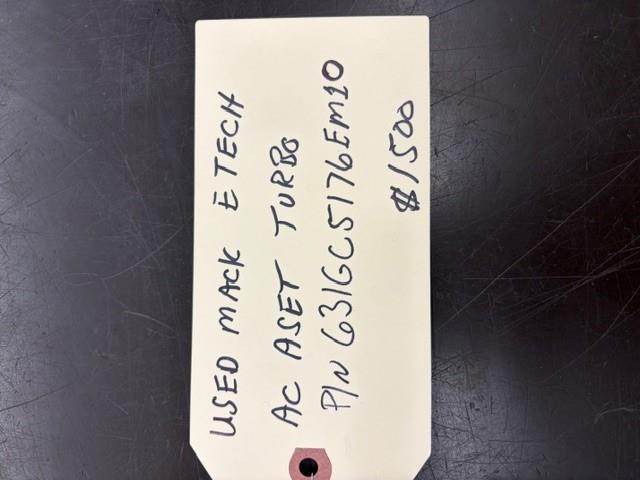 USED MACK E TECH
AC ASET TURBO
P/N 631GC5176EM10
$1500